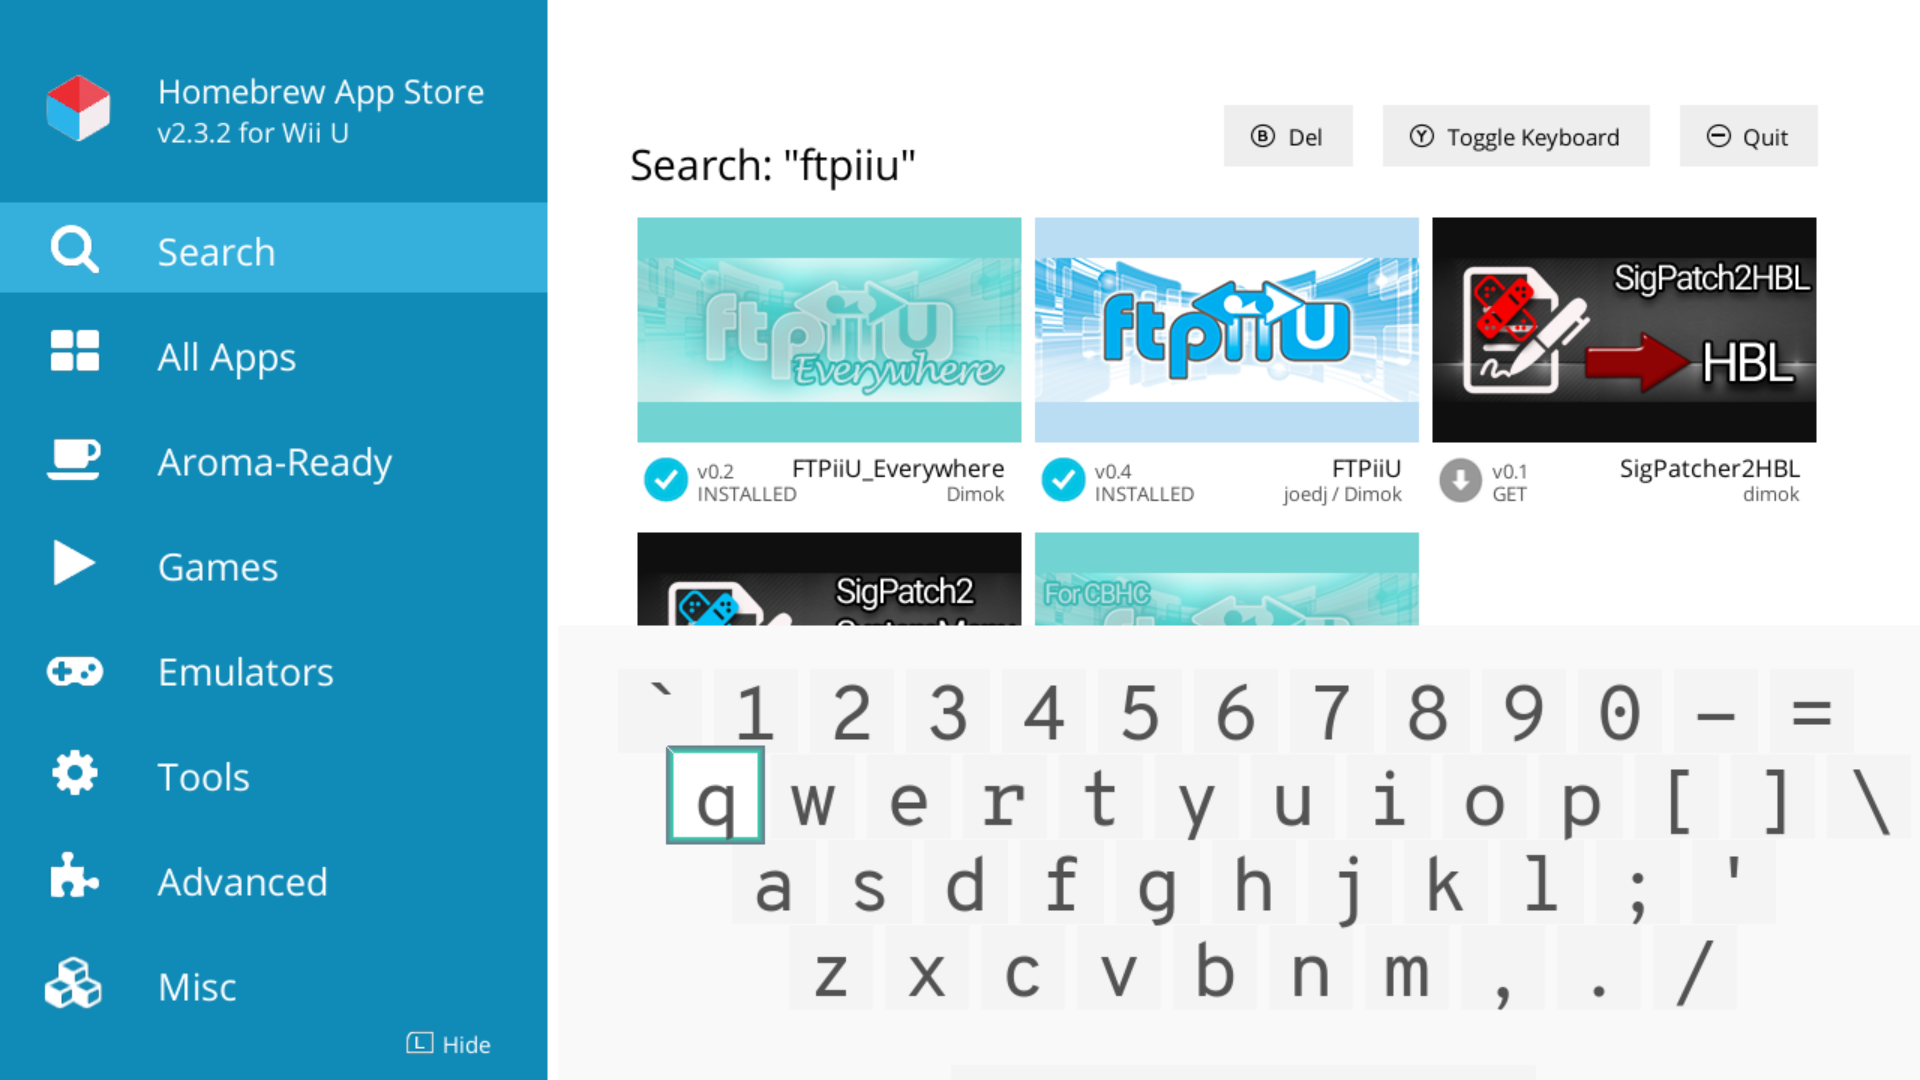 Homebrew App Store
v2.3.2 for Wii U
Search
All Apps
Aroma-Ready
Games
Emulators
Tools
Advanced
Misc
L Hide
B Del
Y Toggle Keyboard
Quit
Search: "ftpiiu"
ftpiiU
Everywhere
ftpiiU
SigPatch2HBL
HBL
v0.2
INSTALLED
FTPiiU_Everywhere
Dimok
v0.4
INSTALLED
FTPiiU
joedj / Dimok
v0.1
GET
SigPatcher2HBL
dimok
SigPatch2
For CBHC
` 1 2 3 4 5 6 7 8 9 0 - =
q w e r t y u i o p [ ] \
a s d f g h j k l ; '
z x c v b n m , . /